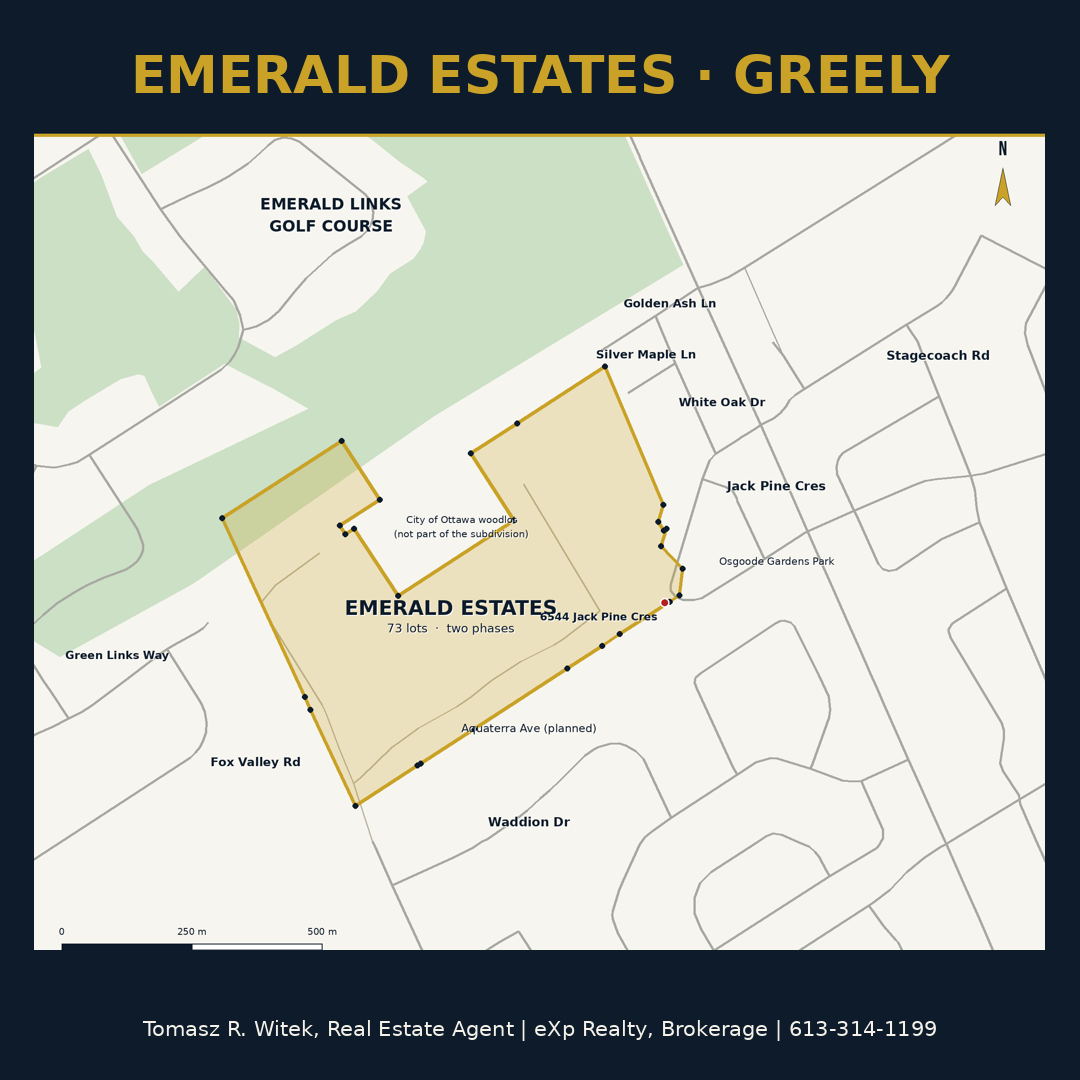 EMERALD ESTATES · GREELY
N
EMERALD LINKS
GOLF COURSE
Golden Ash Ln
Silver Maple Ln
Stagecoach Rd
White Oak Dr
Jack Pine Cres
City of Ottawa woodlot
(not part of the subdivision)
Osgoode Gardens Park
EMERALD ESTATES
6544 Jack Pine Cres
73 lots · two phases
Green Links Way
Aquaterra Ave (planned)
Fox Valley Rd
Waddion Dr
0 250 m 500 m
Tomasz R. Witek, Real Estate Agent | eXp Realty, Brokerage | 613-314-1199